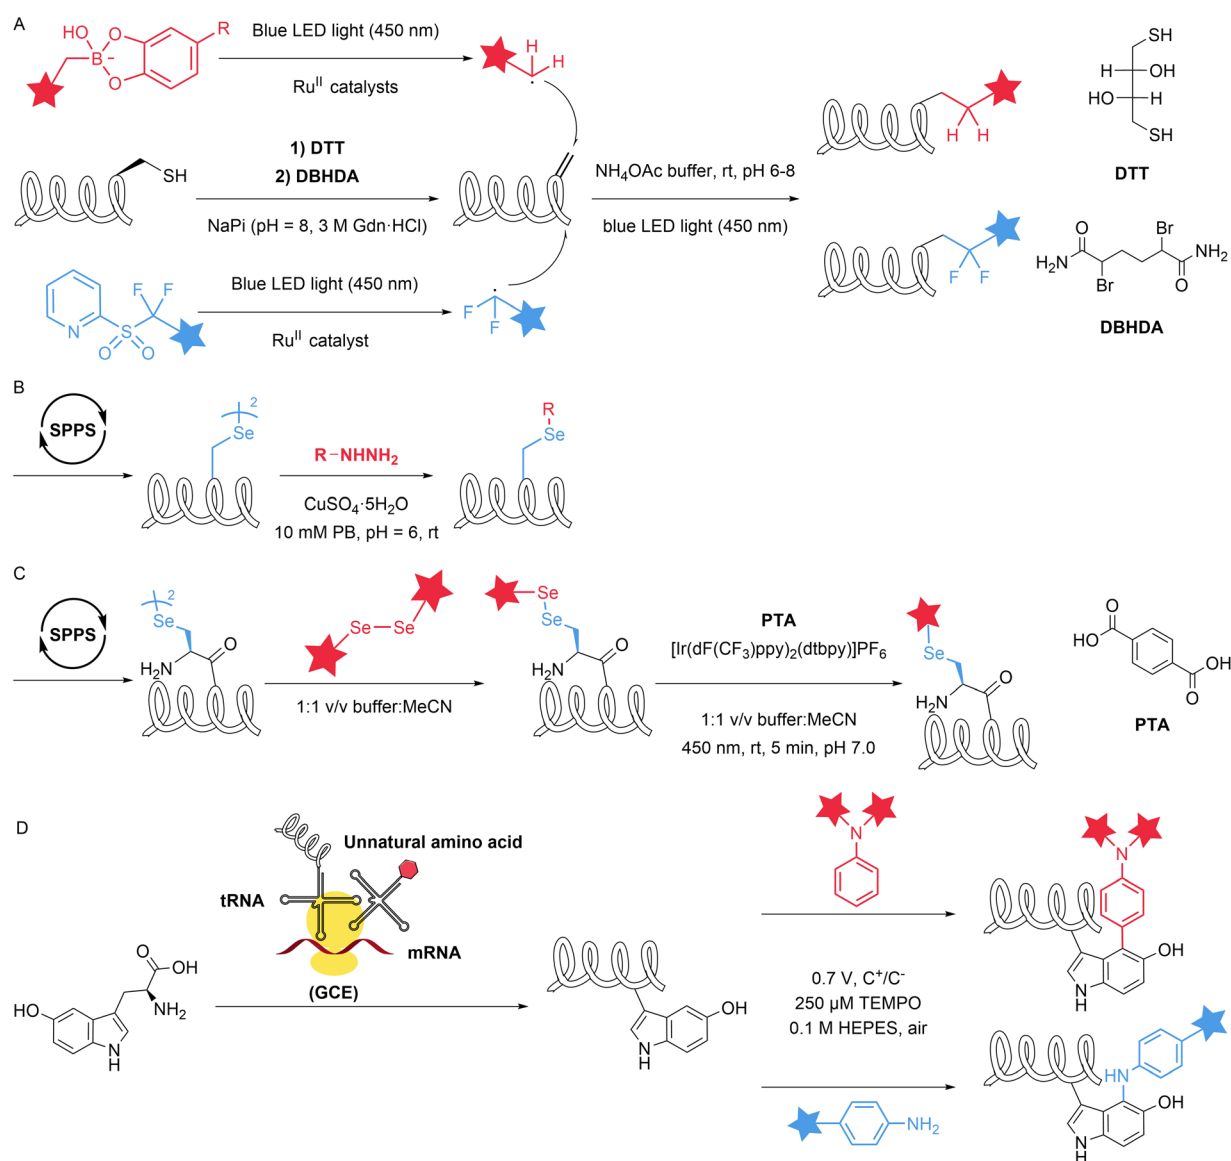 A
HO
O
R
B-
O
Blue LED light (450 nm)
Ru^II catalysts
H
H
SH
1) DTT
2) DBHDA
NaPi (pH = 8, 3 M Gdn·HCl)
NH₄OAc buffer, rt, pH 6-8
blue LED light (450 nm)
H H
SH
H OH
HO H
SH
DTT
F F
N
S
O O
Blue LED light (450 nm)
Ru^II catalyst
F
F
F F
O
Br
NH₂
H₂N
Br
O
DBHDA
B
SPPS
2
Se
R–NHNH₂
CuSO₄·5H₂O
10 mM PB, pH = 6, rt
R
Se
C
SPPS
2
Se
O
H₂N
Se Se
1:1 v/v buffer:MeCN
Se
Se
O
H₂N
PTA
[Ir(dF(CF₃)ppy)₂(dtbpy)]PF₆
1:1 v/v buffer:MeCN
450 nm, rt, 5 min, pH 7.0
Se
O
H₂N
O
HO
OH
O
PTA
D
HO
O
OH
NH₂
N
H
Unnatural amino acid
tRNA
mRNA
(GCE)
OH
N
H
N
0.7 V, C⁺/C⁻
250 µM TEMPO
0.1 M HEPES, air
NH₂
N
OH
N
H
HN
OH
N
H